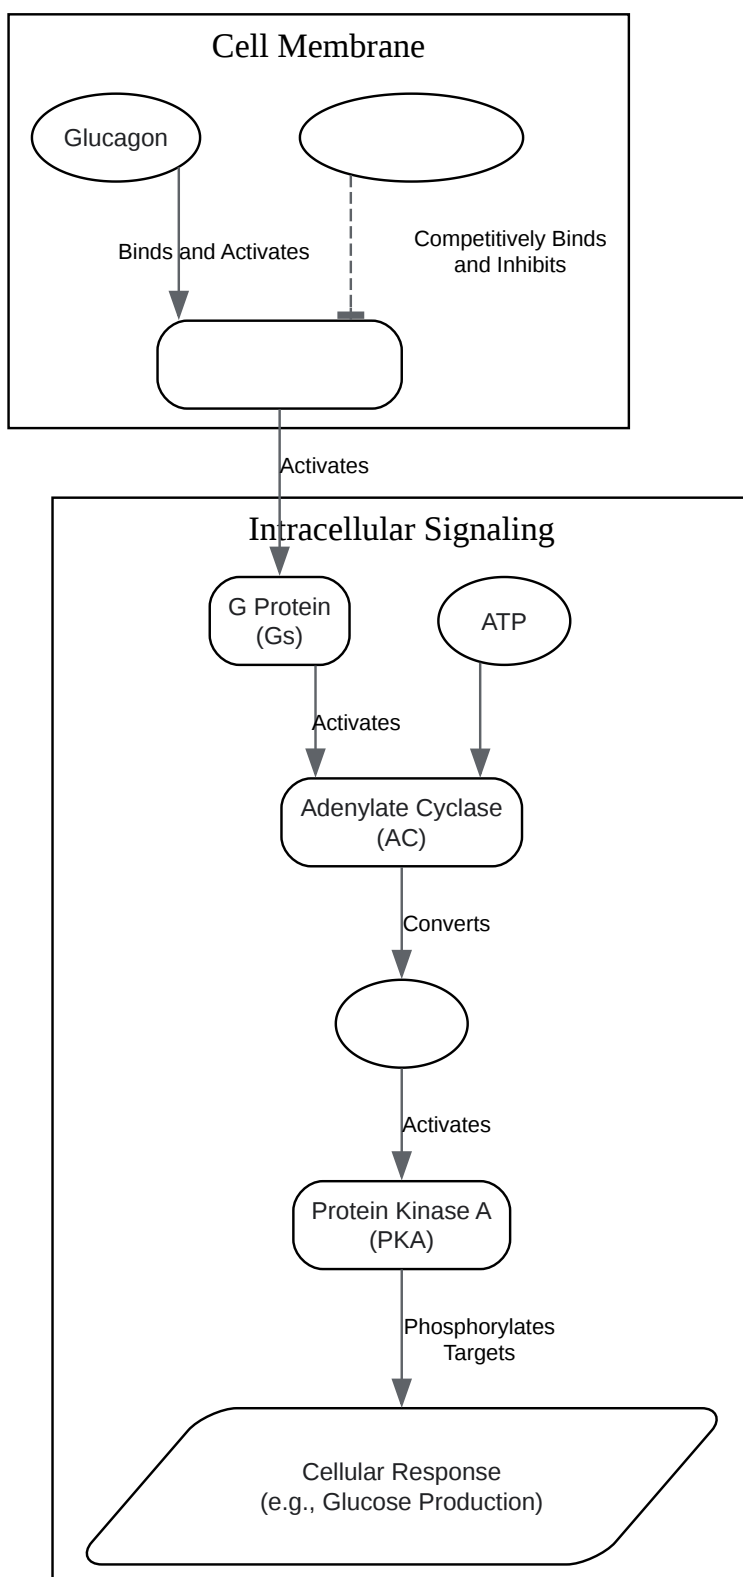 Cell Membrane
Glucagon
Binds and Activates
Competitively Binds
and Inhibits
Activates
Intracellular Signaling
G Protein
(Gs)
ATP
Activates
Adenylate Cyclase
(AC)
Converts
Activates
Protein Kinase A
(PKA)
Phosphorylates
Targets
Cellular Response
(e.g., Glucose Production)